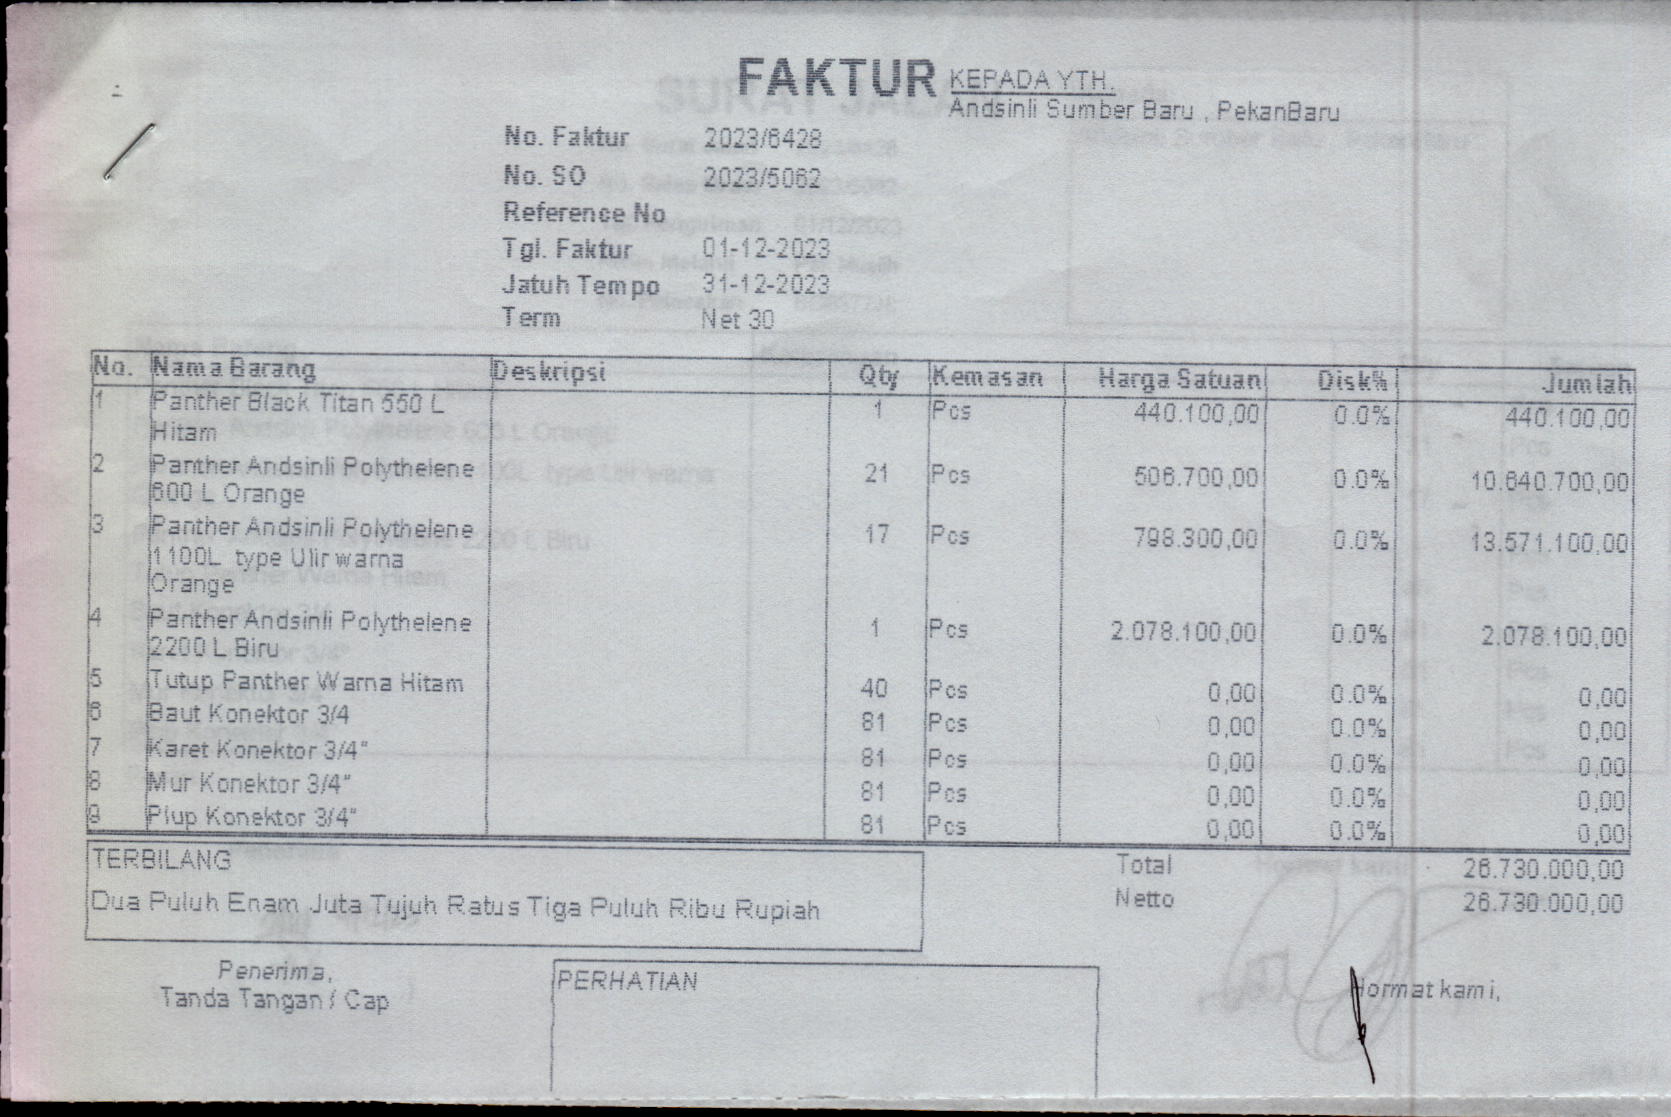 FAKTUR
KEPADA YTH.
Andsinli Sumber Baru , PekanBaru
No. Faktur 2023/6428
No. SO 2023/5062
Reference No
Tgl. Faktur 01-12-2023
Jatuh Tempo 31-12-2023
Term Net 30
No. Nama Barang Deskripsi Qty Kemasan Harga Satuan Disk% Jumlah
1 Panther Black Titan 550 L 1 Pcs 440.100,00 0.0% 440.100,00
Hitam
2 Panther Andsinli Polythelene 21 Pcs 506.700,00 0.0% 10.640.700,00
600 L Orange
3 Panther Andsinli Polythelene 17 Pcs 798.300,00 0.0% 13.571.100,00
1100L type Ulir warna
Orange
4 Panther Andsinli Polythelene 1 Pcs 2.078.100,00 0.0% 2.078.100,00
2200 L Biru
5 Tutup Panther Warna Hitam 40 Pcs 0,00 0.0% 0,00
6 Baut Konektor 3/4 81 Pcs 0,00 0.0% 0,00
7 Karet Konektor 3/4" 81 Pcs 0,00 0.0% 0,00
8 Mur Konektor 3/4" 81 Pcs 0,00 0.0% 0,00
9 Plup Konektor 3/4" 81 Pcs 0,00 0.0% 0,00
TERBILANG
Dua Puluh Enam Juta Tujuh Ratus Tiga Puluh Ribu Rupiah
Total 26.730.000,00
Netto 26.730.000,00
Penerima,
Tanda Tangan / Cap
PERHATIAN
Hormat kami,